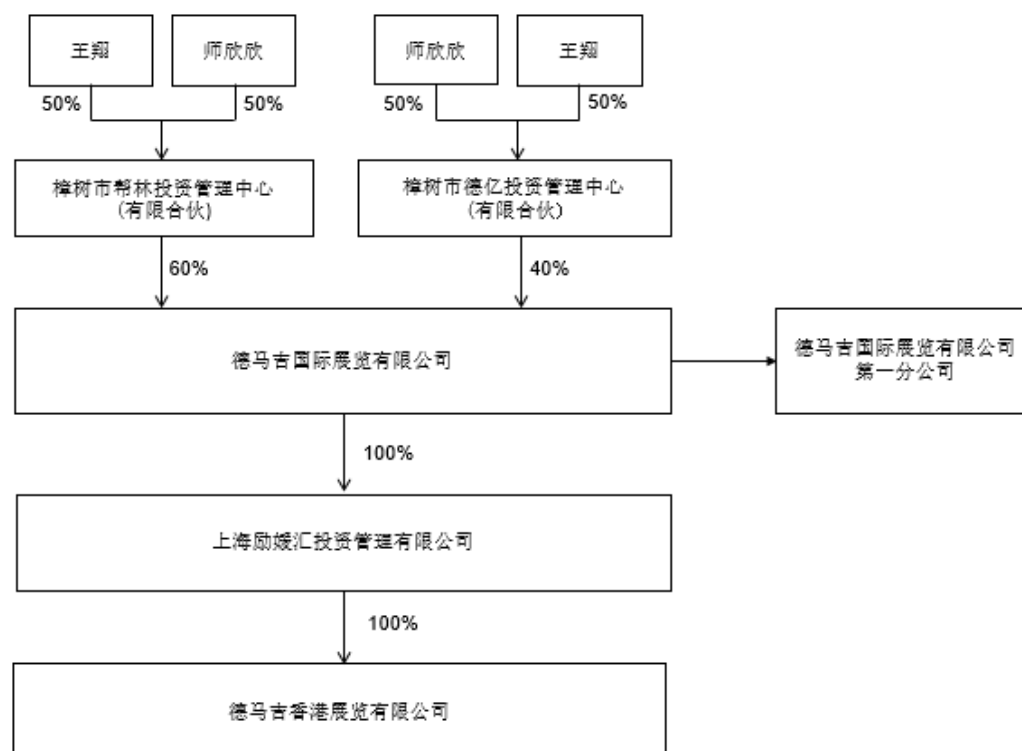 王翔
师欣欣
师欣欣
王翔
50%
50%
50%
50%
樟树市帮林投资管理中心
(有限合伙)
樟树市德亿投资管理中心
(有限合伙)
60%
40%
德马吉国际展览有限公司
德马吉国际展览有限公司
第一分公司
100%
上海励媛汇投资管理有限公司
100%
德马吉香港展览有限公司